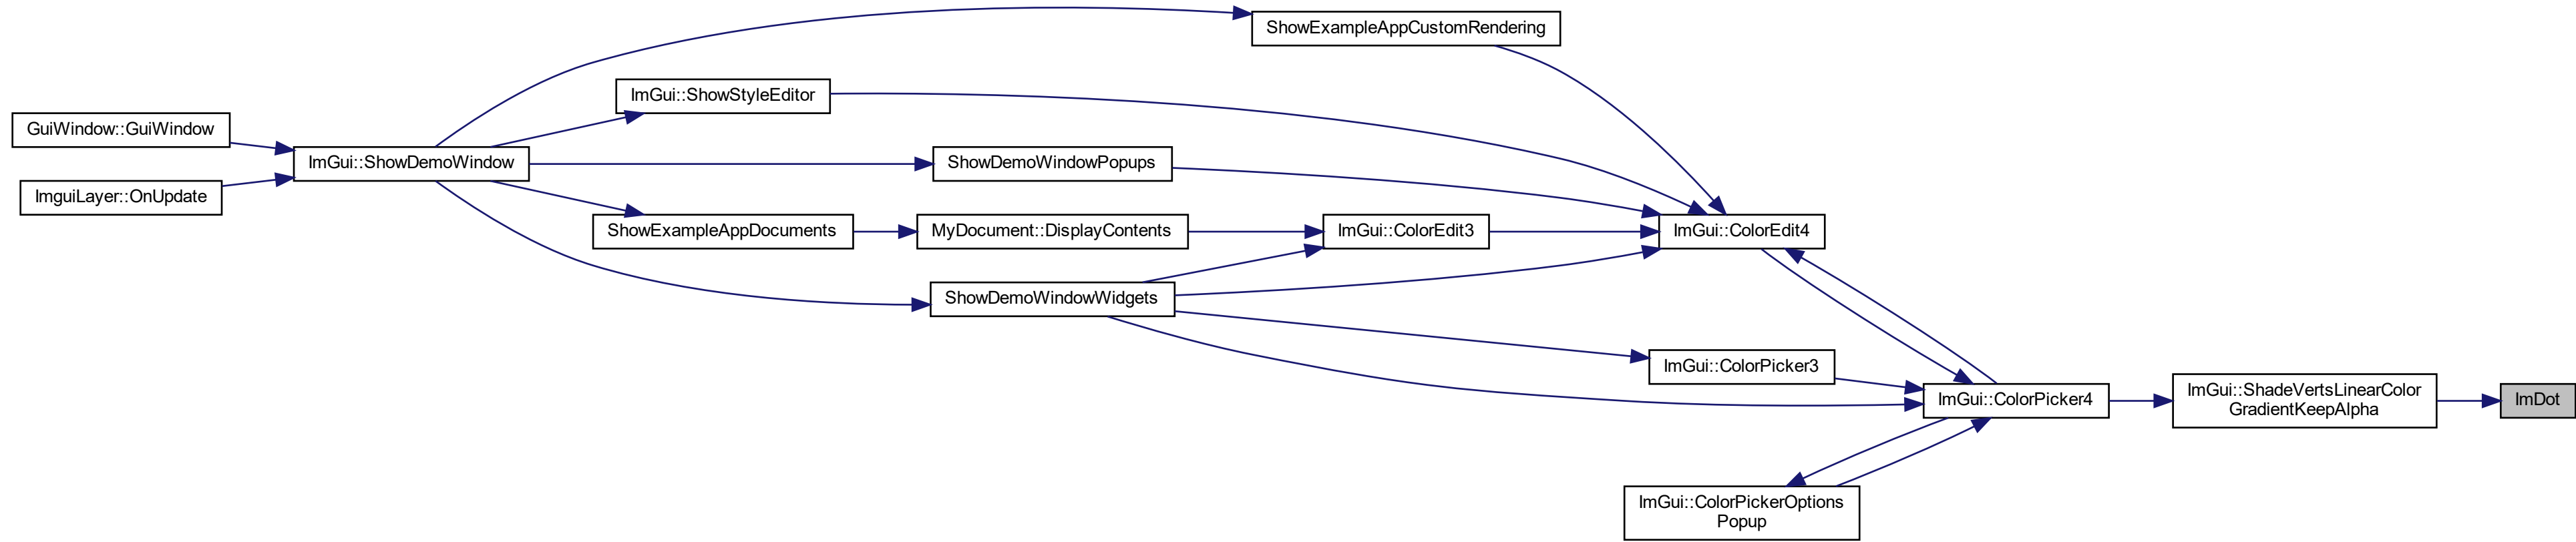 ShowExampleAppCustomRendering
ImGui::ShowStyleEditor
GuiWindow::GuiWindow
ImGui::ShowDemoWindow
ShowDemoWindowPopups
ImguiLayer::OnUpdate
ShowExampleAppDocuments
MyDocument::DisplayContents
ImGui::ColorEdit3
ImGui::ColorEdit4
ShowDemoWindowWidgets
ImGui::ColorPicker3
ImGui::ColorPicker4
ImGui::ShadeVertsLinearColor
GradientKeepAlpha
ImDot
ImGui::ColorPickerOptions
Popup